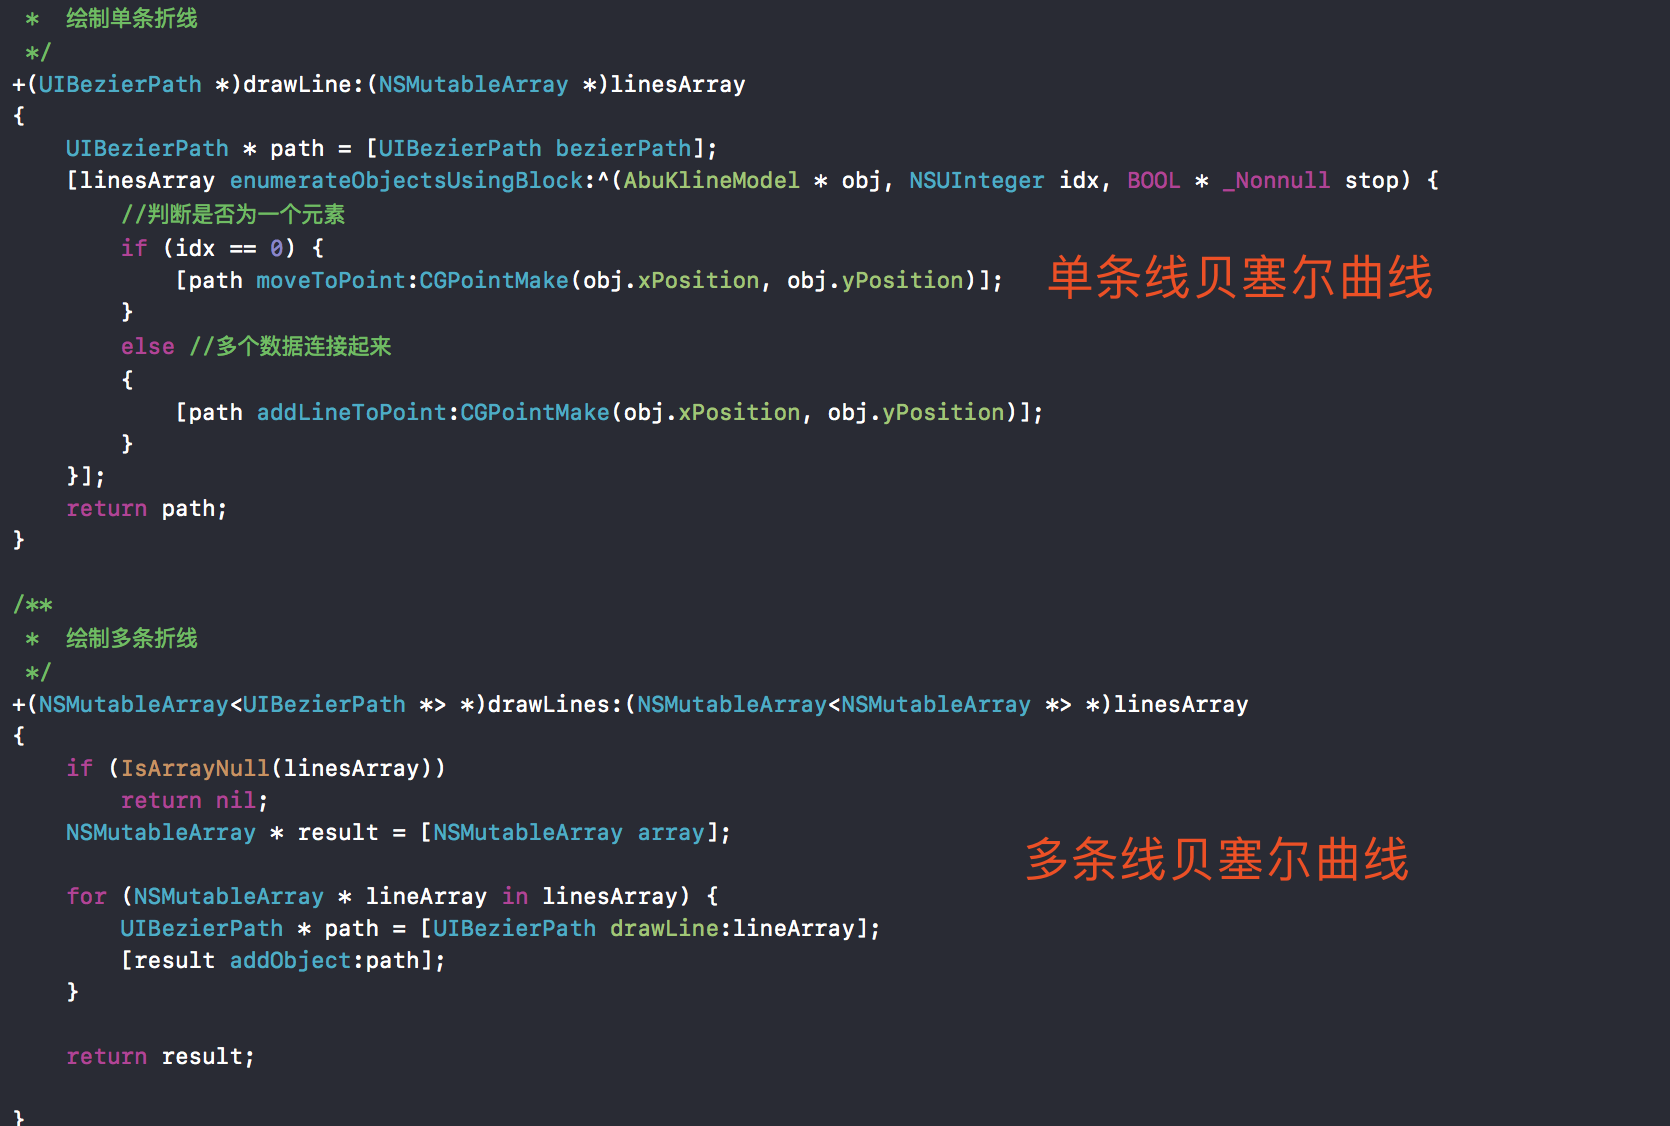 *  绘制单条折线
*/
+(UIBezierPath *)drawLine:(NSMutableArray *)linesArray
{
    UIBezierPath * path = [UIBezierPath bezierPath];
    [linesArray enumerateObjectsUsingBlock:^(AbuKlineModel * obj, NSUInteger idx, BOOL * _Nonnull stop) {
        //判断是否为一个元素
        if (idx == 0) {
            [path moveToPoint:CGPointMake(obj.xPosition, obj.yPosition)];
单条线贝塞尔曲线
        }
        else //多个数据连接起来
        {
            [path addLineToPoint:CGPointMake(obj.xPosition, obj.yPosition)];
        }
    }];
    return path;
}
/**
 *  绘制多条折线
 */
+(NSMutableArray<UIBezierPath *> *)drawLines:(NSMutableArray<NSMutableArray *> *)linesArray
{
    if (IsArrayNull(linesArray))
        return nil;
    NSMutableArray * result = [NSMutableArray array];
多条线贝塞尔曲线
    for (NSMutableArray * lineArray in linesArray) {
        UIBezierPath * path = [UIBezierPath drawLine:lineArray];
        [result addObject:path];
    }
    return result;
}